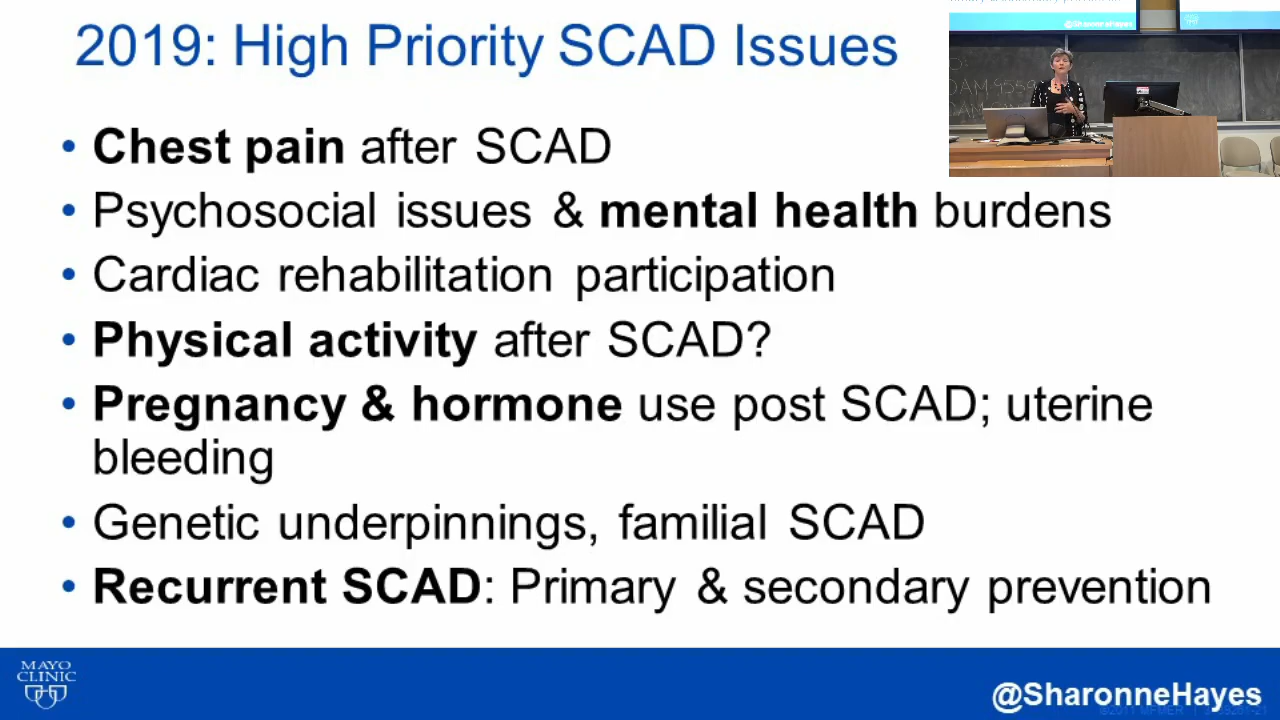 2019: High Priority SCAD Issues
@SharonneHayes
• Chest pain after SCAD
• Psychosocial issues & mental health burdens
• Cardiac rehabilitation participation
• Physical activity after SCAD?
• Pregnancy & hormone use post SCAD; uterine
bleeding
• Genetic underpinnings, familial SCAD
• Recurrent SCAD: Primary & secondary prevention
MAYO
CLINIC
@SharonneHayes